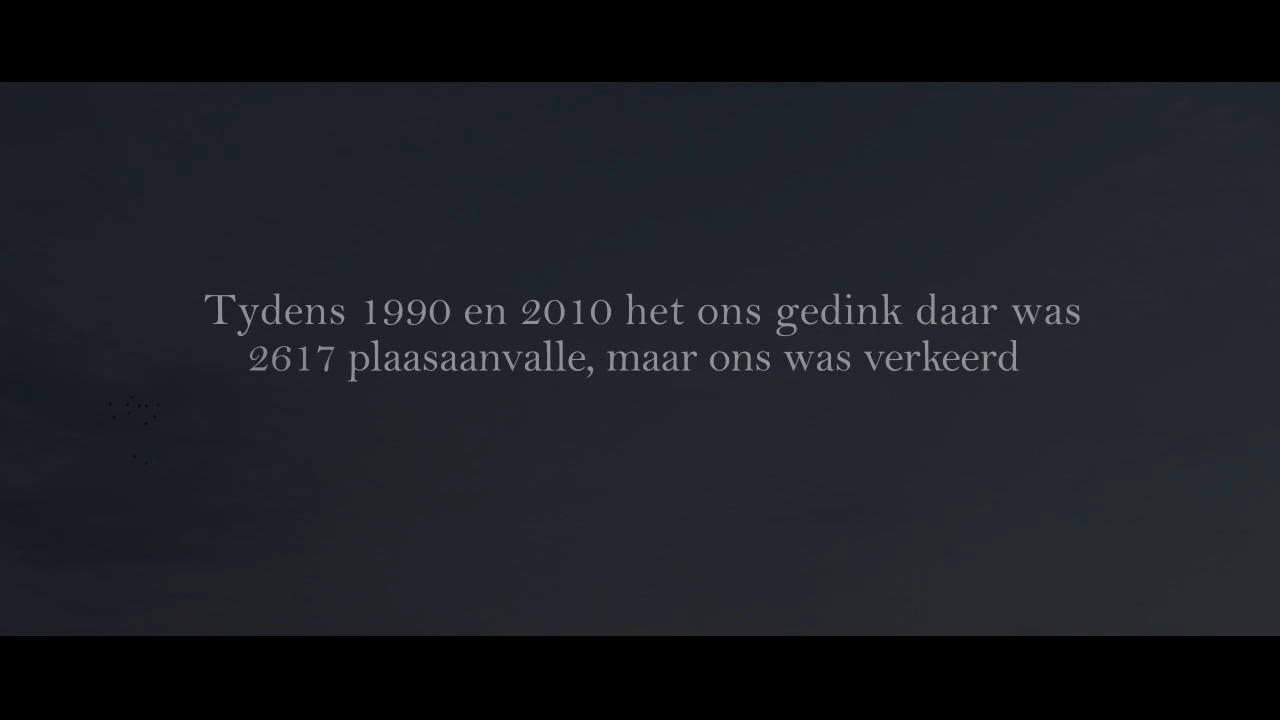 Tydens 1990 en 2010 het ons gedink daar was
2617 plaasaanvalle, maar ons was verkeerd